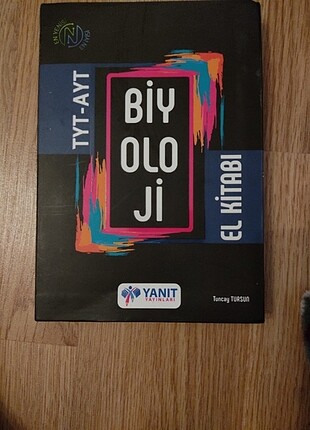 TYT-AYT
BİY
OLO
Jİ
EL KİTABI
YANIT
YAYINLARI
Tuncay TURSUN